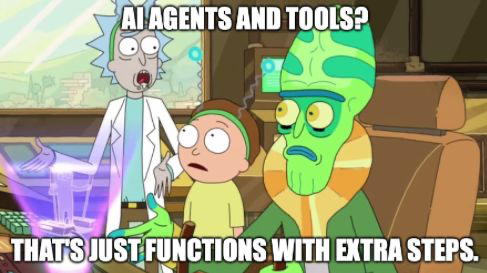 AI AGENTS AND TOOLS?
THAT'S JUST FUNCTIONS WITH EXTRA STEPS.